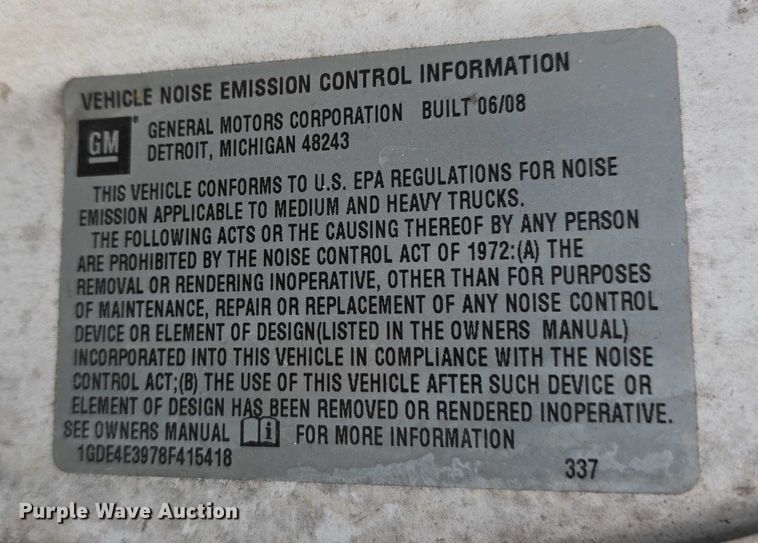 VEHICLE NOISE EMISSION CONTROL INFORMATION
GM
GENERAL MOTORS CORPORATION BUILT 06/08
DETROIT, MICHIGAN 48243
THIS VEHICLE CONFORMS TO U.S. EPA REGULATIONS FOR NOISE
EMISSION APPLICABLE TO MEDIUM AND HEAVY TRUCKS.
THE FOLLOWING ACTS OR THE CAUSING THEREOF BY ANY PERSON
ARE PROHIBITED BY THE NOISE CONTROL ACT OF 1972:(A) THE
REMOVAL OR RENDERING INOPERATIVE, OTHER THAN FOR PURPOSES
OF MAINTENANCE, REPAIR OR REPLACEMENT OF ANY NOISE CONTROL
DEVICE OR ELEMENT OF DESIGN(LISTED IN THE OWNERS MANUAL)
INCORPORATED INTO THIS VEHICLE IN COMPLIANCE WITH THE NOISE
CONTROL ACT;(B) THE USE OF THIS VEHICLE AFTER SUCH DEVICE OR
ELEMENT OF DESIGN HAS BEEN REMOVED OR RENDERED INOPERATIVE.
SEE OWNERS MANUAL i FOR MORE INFORMATION
1GDE4E3978F415418 337
Purple Wave Auction